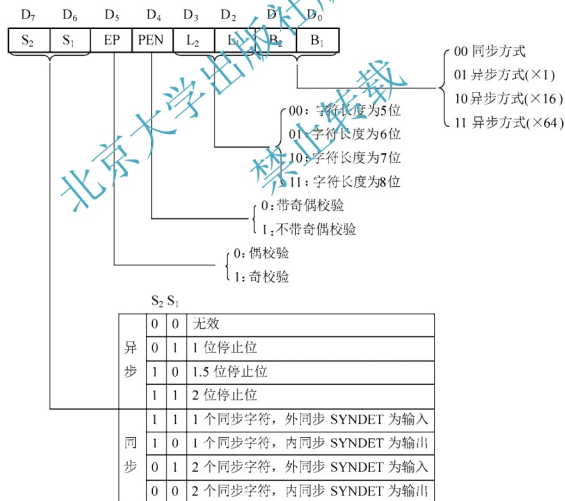 D7 D6 D5 D4 D3 D2 D1 D0
S2 S1 EP PEN L2 L1 B2 B1
00 同步方式
01 异步方式(×1)
10 异步方式(×16)
11 异步方式(×64)
00: 字符长度为5位
01: 字符长度为6位
10: 字符长度为7位
11: 字符长度为8位
0: 带奇偶校验
1: 不带奇偶校验
0: 偶校验
1: 奇校验
S2 S1
异步
0 0 无效
0 1 1 位停止位
1 0 1.5 位停止位
1 1 2 位停止位
同步
1 1 1 个同步字符，外同步 SYNDET 为输入
1 0 1 个同步字符，内同步 SYNDET 为输出
0 1 2 个同步字符，外同步 SYNDET 为输入
0 0 2 个同步字符，内同步 SYNDET 为输出
北京大学出版社
禁止转载